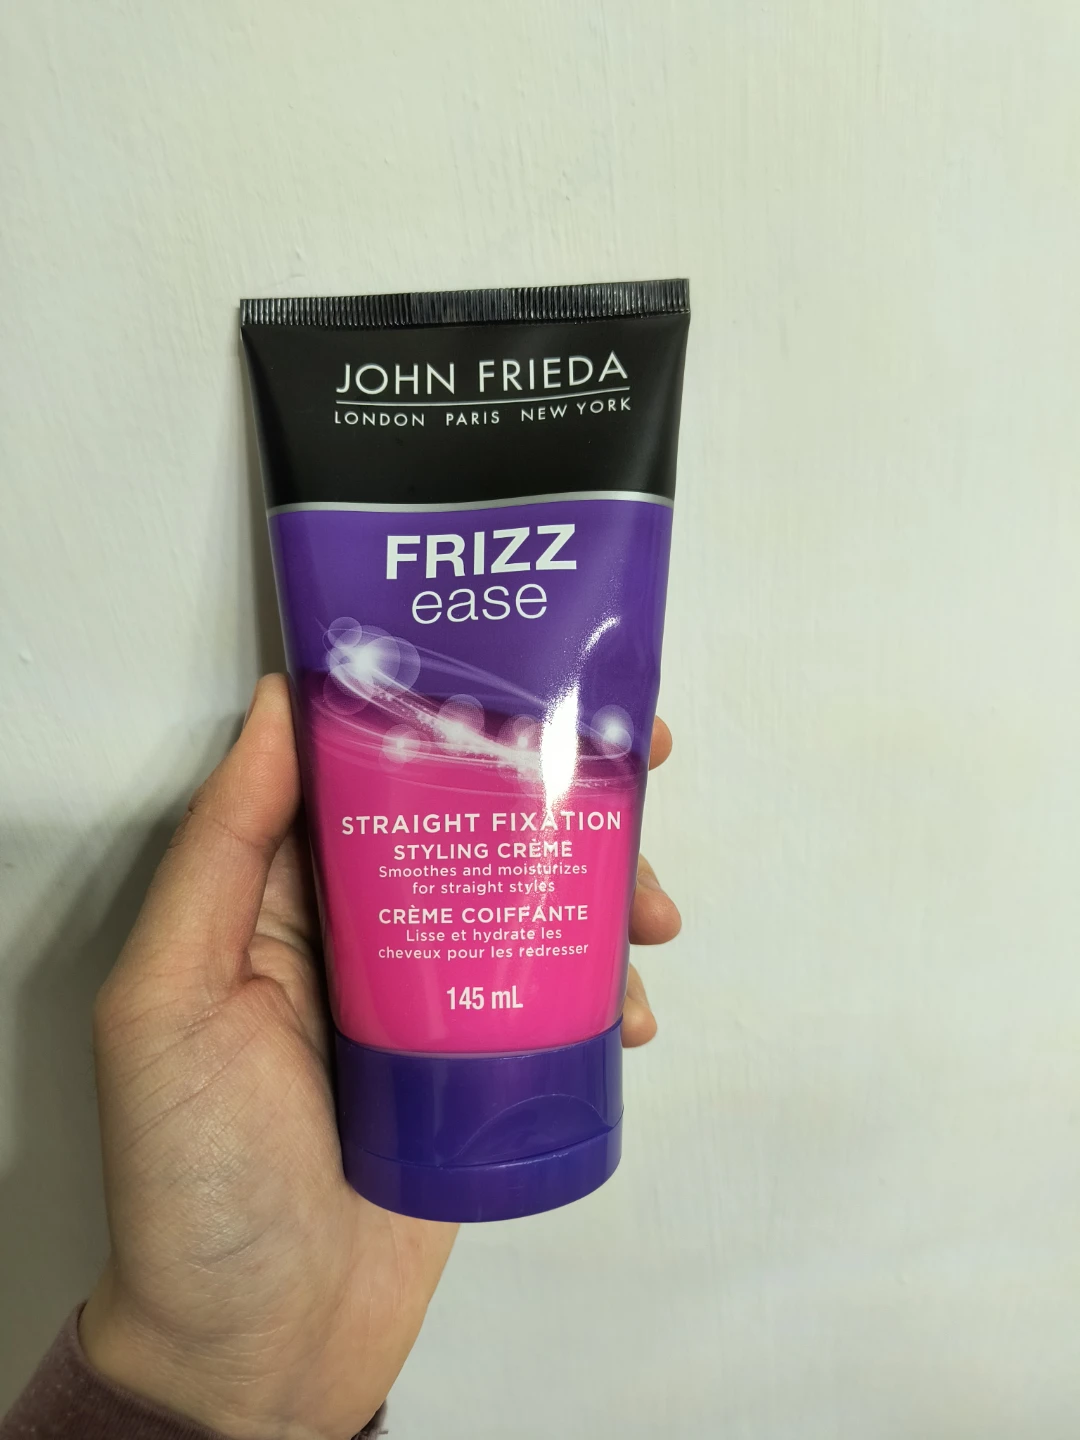 JOHN FRIEDA
LONDON PARIS NEW YORK
FRIZZ
ease
STRAIGHT FIXATION
STYLING CRÈME
Smoothes and moisturizes
for straight styles
CRÈME COIFFANTE
Lisse et hydrate les
cheveux pour les redresser
145 mL